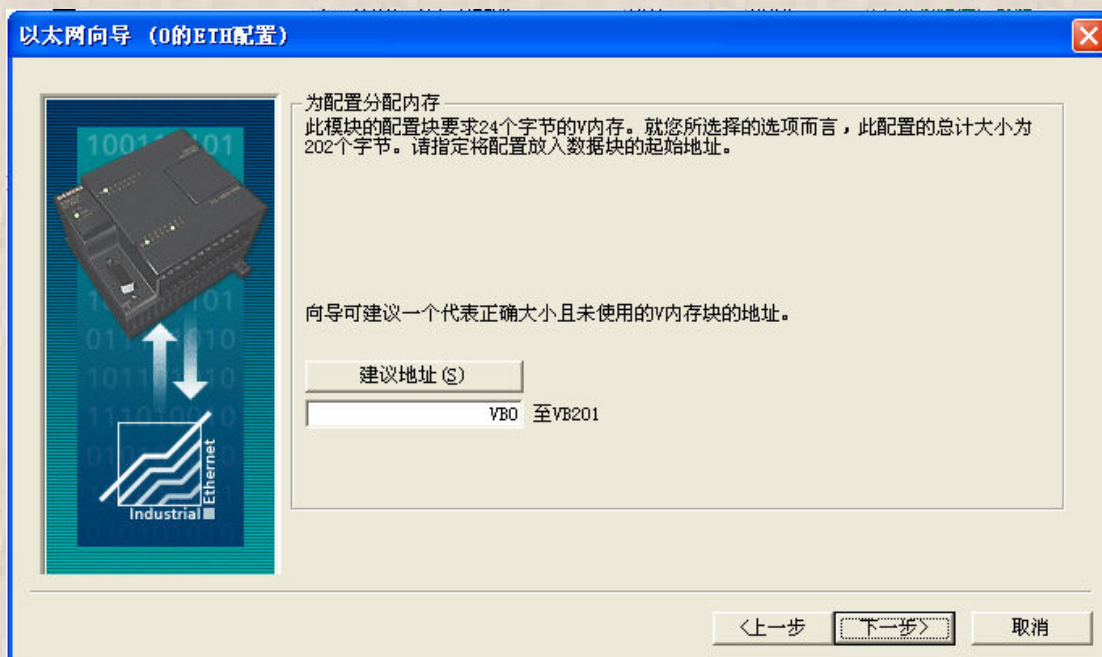 以太网向导 (0的ETH配置)
为配置分配内存
此模块的配置块要求24个字节的V内存。就您所选择的选项而言，此配置的总计大小为
202个字节。请指定将配置放入数据块的起始地址。
向导可建议一个代表正确大小且未使用的V内存块的地址。
建议地址(S)
VB0 至VB201
Industrial
Ethernet
<上一步 下一步> 取消